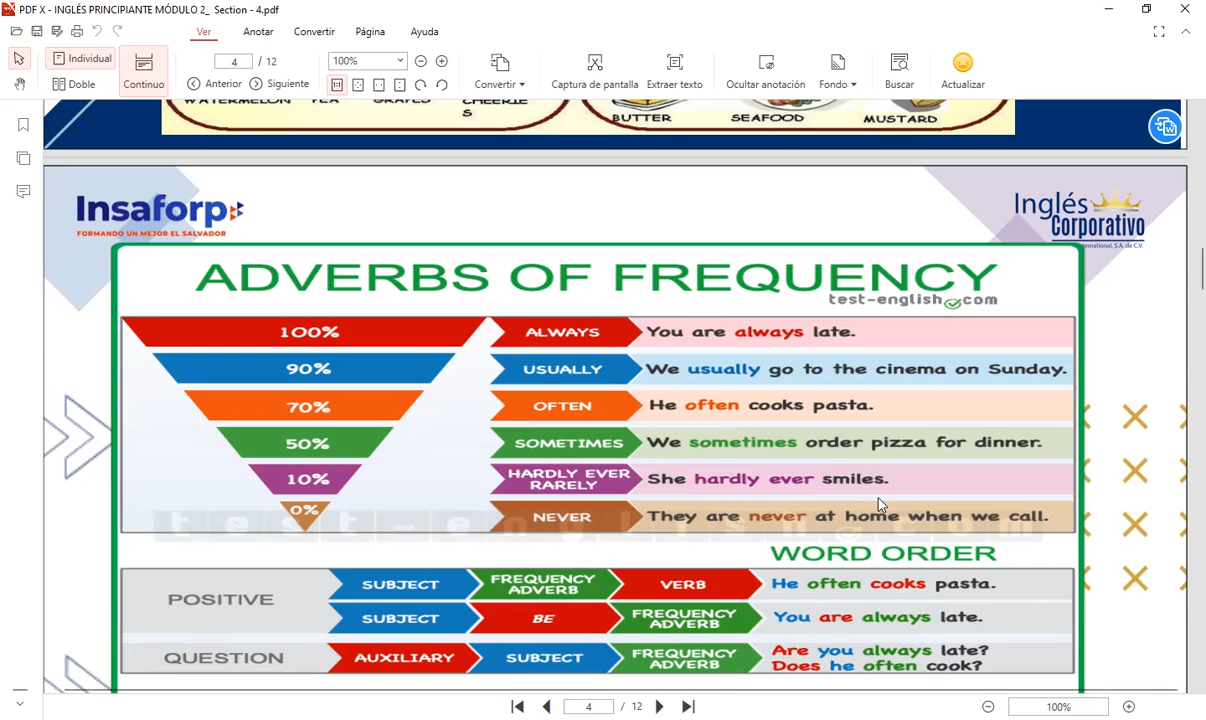 PDF X - INGLÉS PRINCIPIANTE MÓDULO 2_ Section - 4.pdf
Ver Anotar Convertir Página Ayuda
Individual
Doble
Continuo
4 / 12
Anterior Siguiente
100%
Convertir
Captura de pantalla
Extraer texto
Ocultar anotación
Fondo
Buscar
Actualizar
WATERMELON PEA GRAPES CHEERIE
S
BUTTER SEAFOOD MUSTARD
Insaforp
FORMANDO UN MEJOR EL SALVADOR
Inglés
Corporativo
International, S.A. de C.V.
ADVERBS OF FREQUENCY
test-english.com
100% ALWAYS You are always late.
90% USUALLY We usually go to the cinema on Sunday.
70% OFTEN He often cooks pasta.
50% SOMETIMES We sometimes order pizza for dinner.
10% HARDLY EVER RARELY She hardly ever smiles.
0% NEVER They are never at home when we call.
WORD ORDER
POSITIVE SUBJECT FREQUENCY ADVERB VERB He often cooks pasta.
SUBJECT BE FREQUENCY ADVERB You are always late.
QUESTION AUXILIARY SUBJECT FREQUENCY ADVERB Are you always late?
Does he often cook?
4 / 12
100%